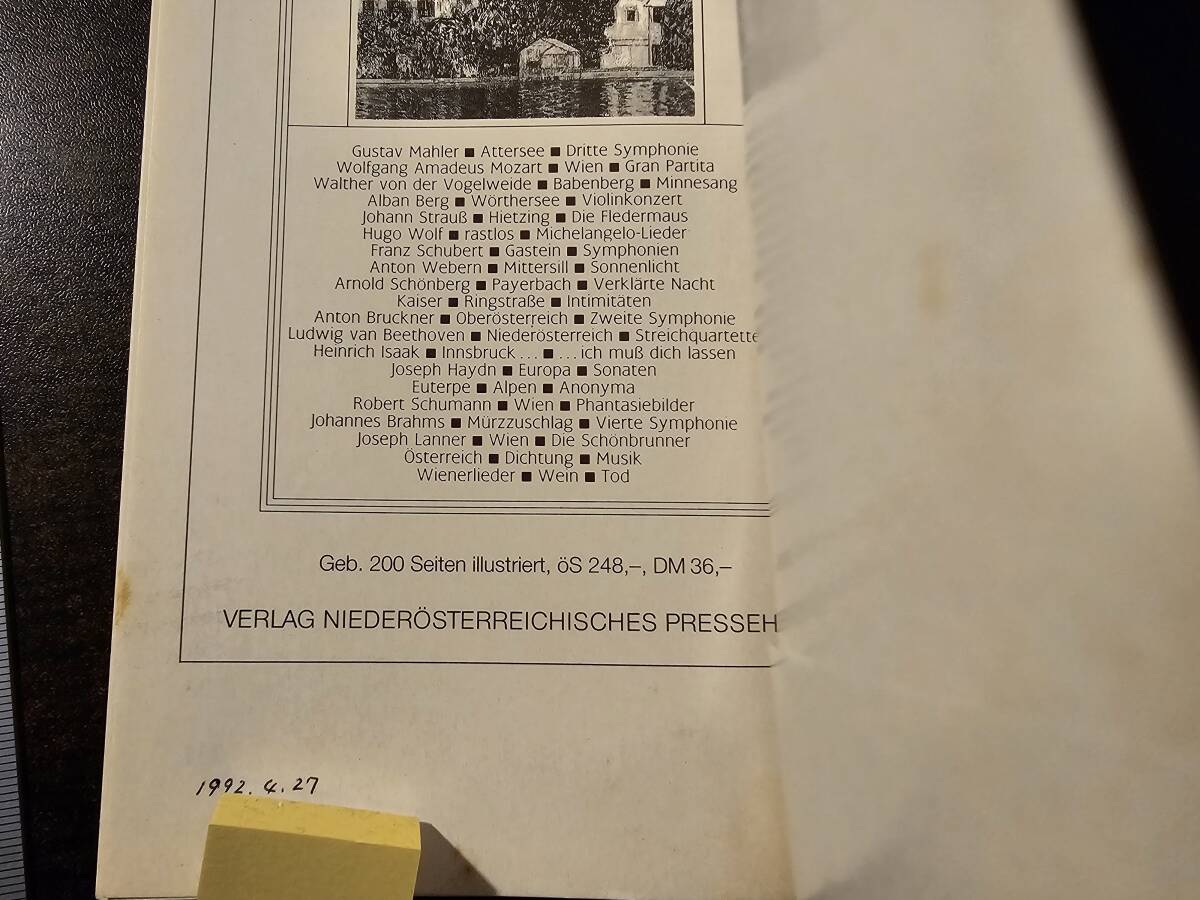 Gustav Mahler ■ Attersee ■ Dritte Symphonie
Wolfgang Amadeus Mozart ■ Wien ■ Gran Partita
Walther von der Vogelweide ■ Babenberg ■ Minnesang
Alban Berg ■ Wörthersee ■ Violinkonzert
Johann Strauß ■ Hietzing ■ Die Fledermaus
Hugo Wolf ■ rastlos ■ Michelangelo-Lieder
Franz Schubert ■ Gastein ■ Symphonien
Anton Webern ■ Mittersill ■ Sonnenlicht
Arnold Schönberg ■ Payerbach ■ Verklärte Nacht
Kaiser ■ Ringstraße ■ Intimitäten
Anton Bruckner ■ Oberösterreich ■ Zweite Symphonie
Ludwig van Beethoven ■ Niederösterreich ■ Streichquartette
Heinrich Isaak ■ Innsbruck ... ■ ... ich muß dich lassen
Joseph Haydn ■ Europa ■ Sonaten
Euterpe ■ Alpen ■ Anonyma
Robert Schumann ■ Wien ■ Phantasiebilder
Johannes Brahms ■ Mürzzuschlag ■ Vierte Symphonie
Joseph Lanner ■ Wien ■ Die Schönbrunner
Österreich ■ Dichtung ■ Musik
Wienerlieder ■ Wein ■ Tod
Geb. 200 Seiten illustriert, öS 248,–, DM 36,–
VERLAG NIEDERÖSTERREICHISCHES PRESSEH
1992. 4. 27